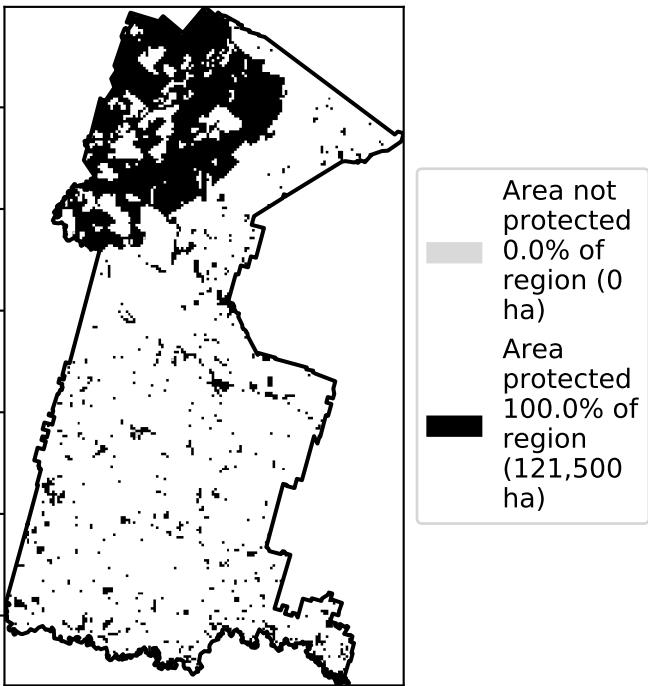 Area not
protected
0.0% of
region (0
ha)
Area
protected
100.0% of
region
(121,500
ha)